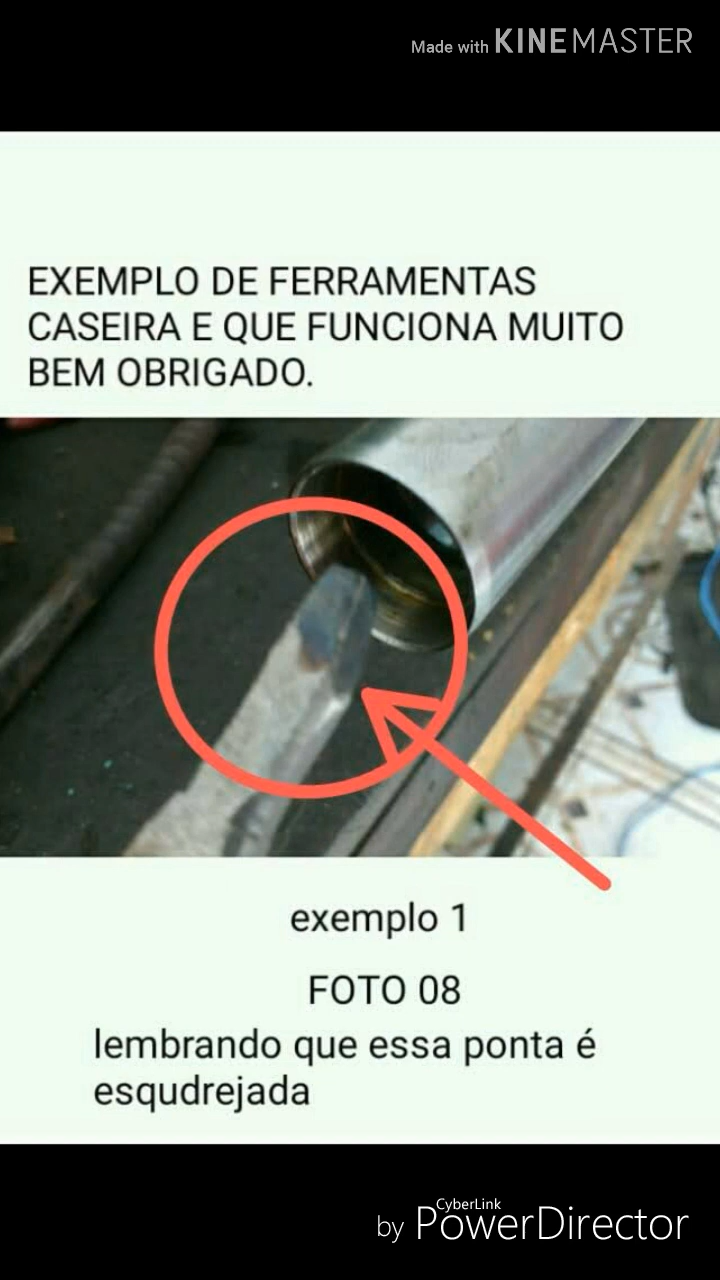 Made with KINEMASTER
EXEMPLO DE FERRAMENTAS
CASEIRA E QUE FUNCIONA MUITO
BEM OBRIGADO.
exemplo 1
FOTO 08
lembrando que essa ponta é
esqudrejada
CyberLink
by PowerDirector